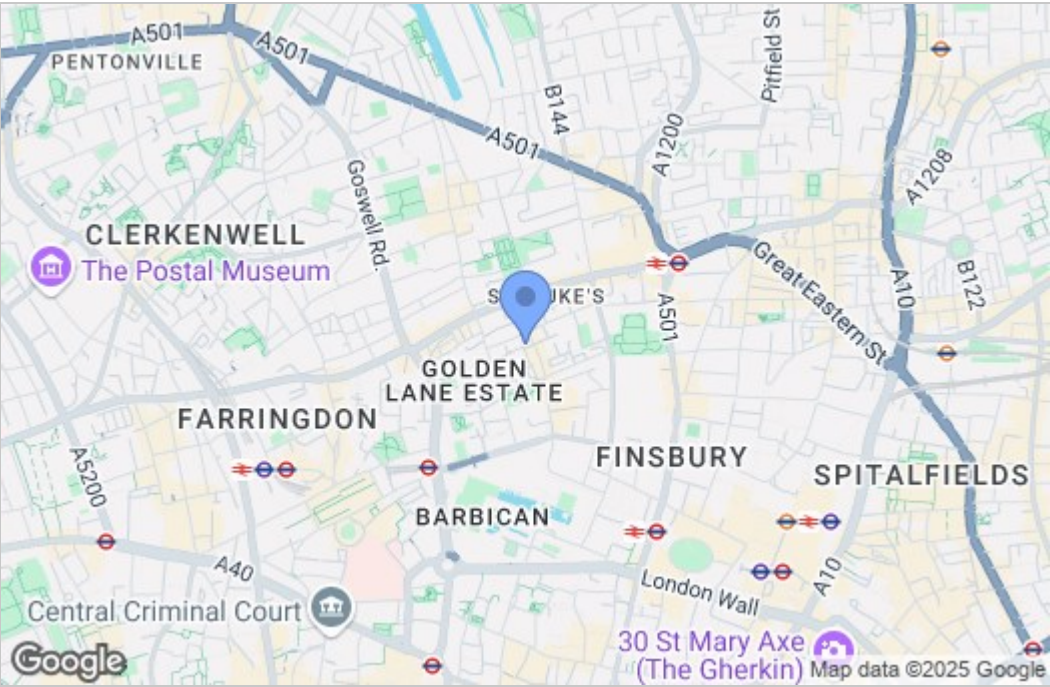 A501
PENTONVILLE
A501
Pitfield St
B144
A501
A1200
A1208
Goswell Rd.
CLERKENWELL
The Postal Museum
Great Eastern St
A10
B122
UKE'S
A501
GOLDEN
LANE ESTATE
FARRINGDON
FINSBURY
SPITALFIELDS
A5200
BARBICAN
A40
London Wall
A10
Central Criminal Court
30 St Mary Axe
(The Gherkin)
Google
Map data ©2025 Google